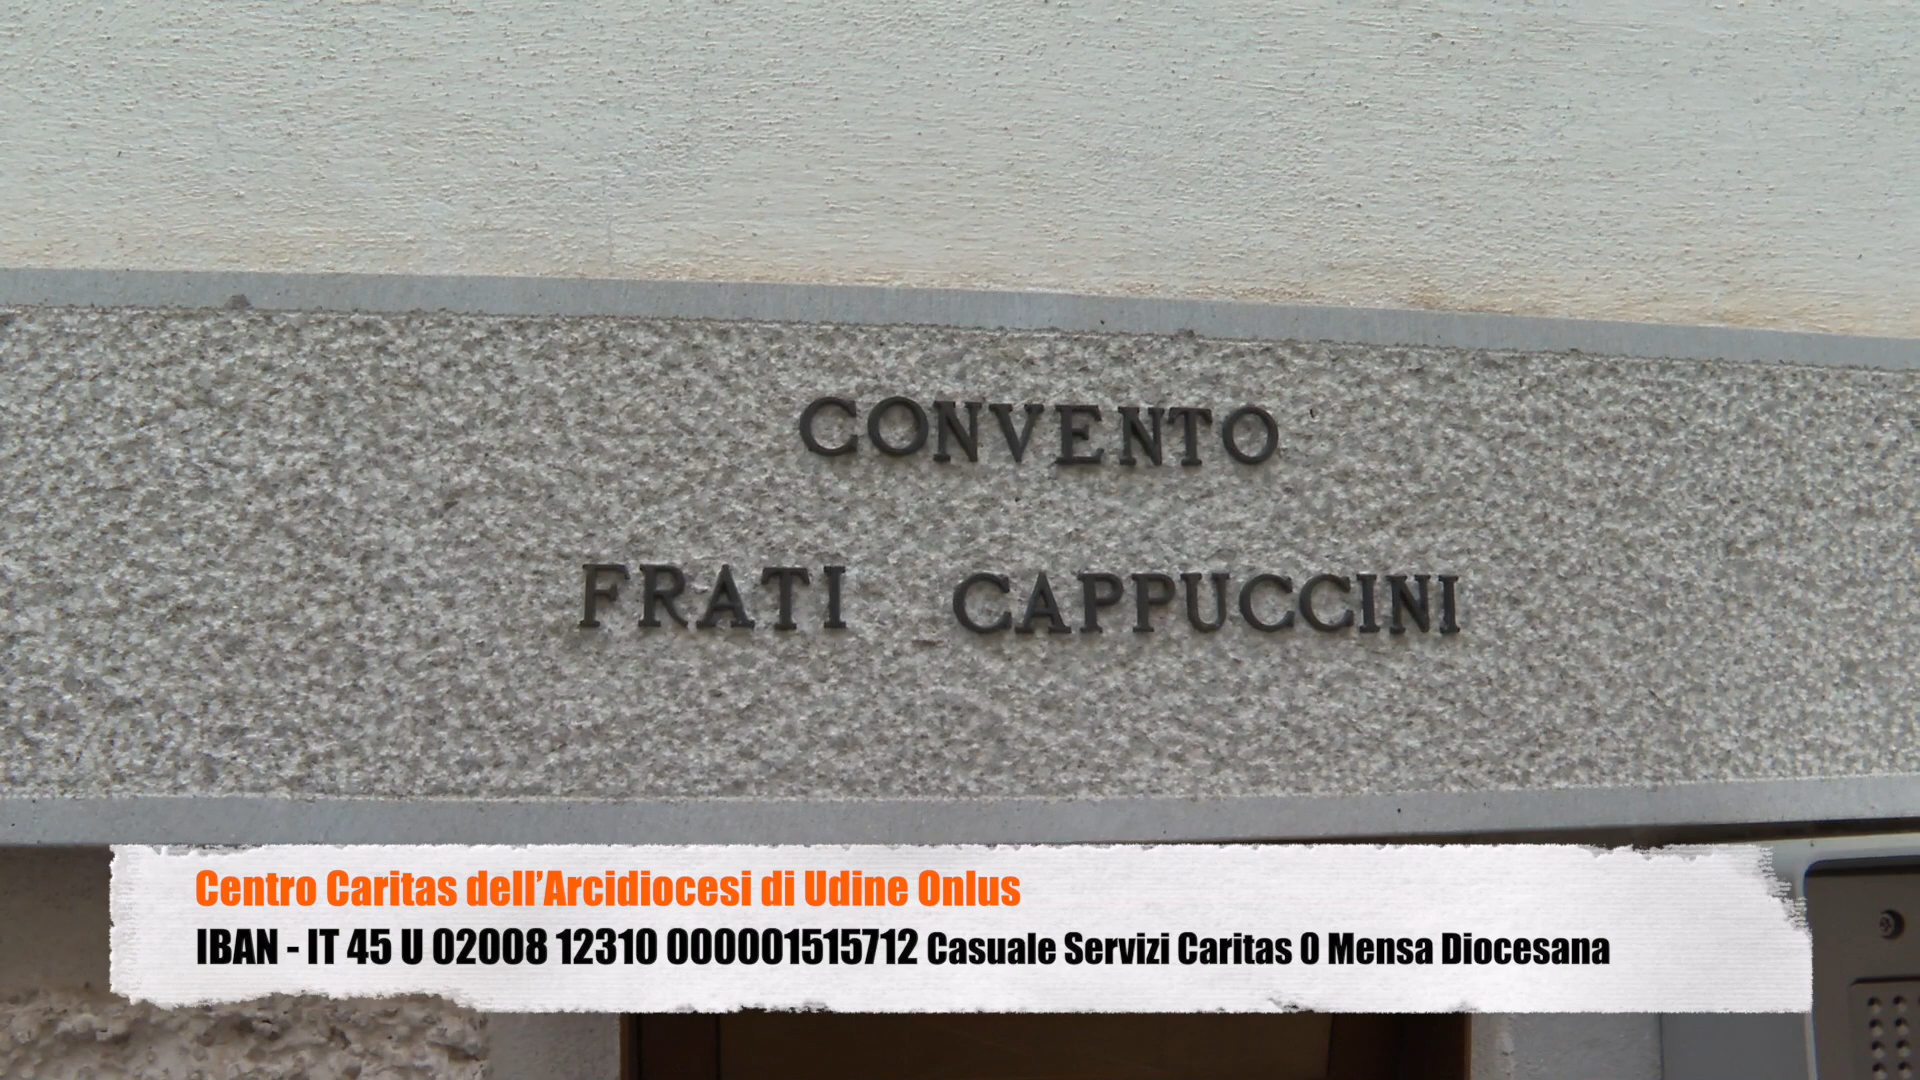 CONVENTO
FRATI CAPPUCCINI
Centro Caritas dell'Arcidiocesi di Udine Onlus
IBAN - IT 45 U 02008 12310 000001515712 Casuale Servizi Caritas O Mensa Diocesana